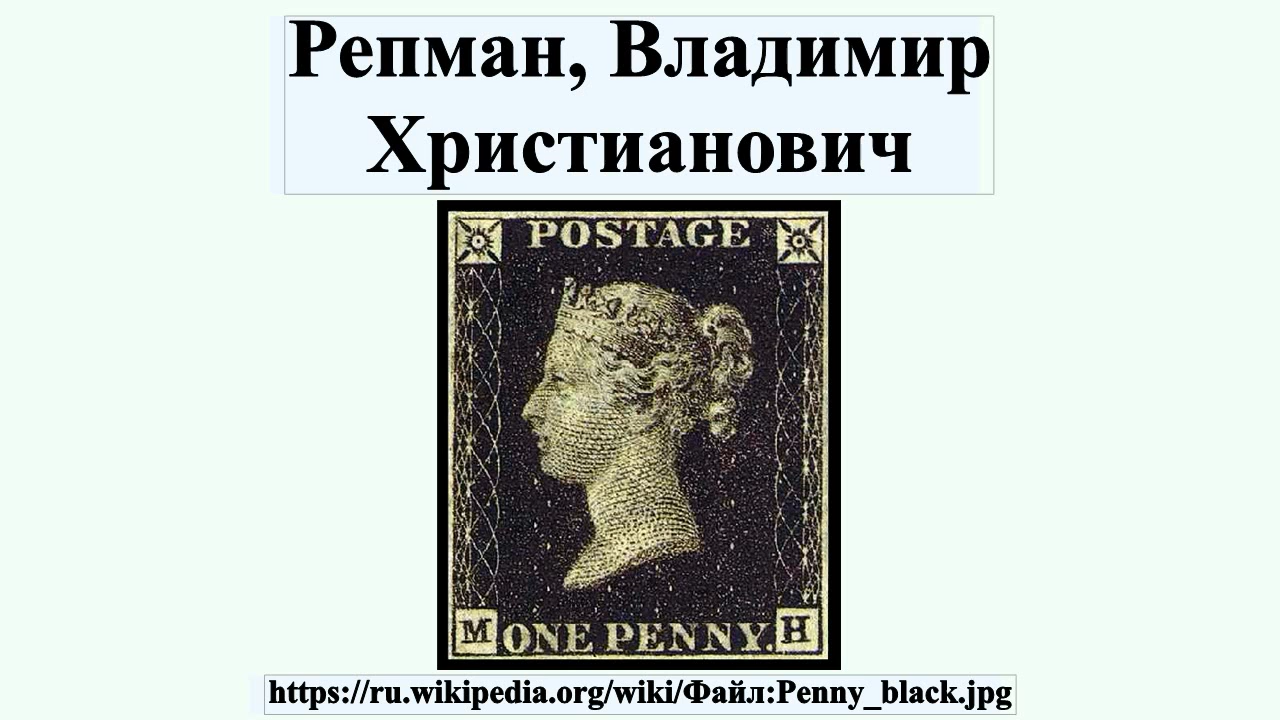 Репман, Владимир
Христианович
POSTAGE
M ONE PENNY. H
https://ru.wikipedia.org/wiki/Файл:Penny_black.jpg